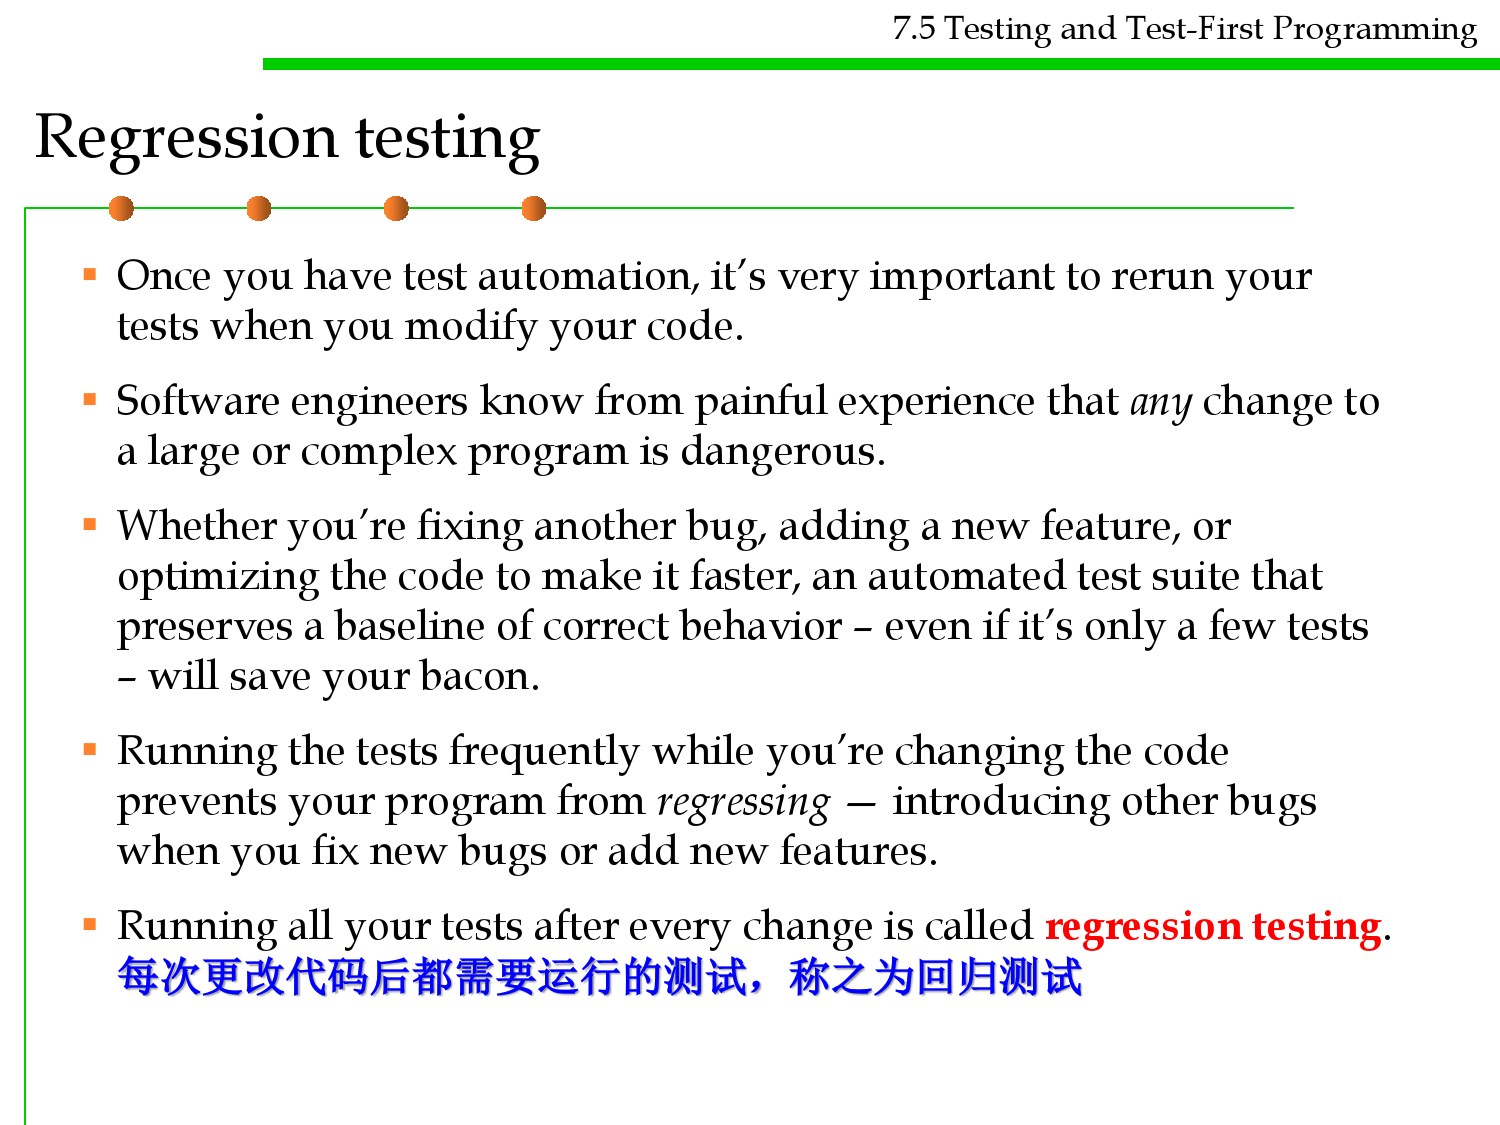 7.5 Testing and Test-First Programming
Regression testing
▪ Once you have test automation, it’s very important to rerun your
tests when you modify your code.
▪ Software engineers know from painful experience that any change to
a large or complex program is dangerous.
▪ Whether you’re fixing another bug, adding a new feature, or
optimizing the code to make it faster, an automated test suite that
preserves a baseline of correct behavior – even if it’s only a few tests
– will save your bacon.
▪ Running the tests frequently while you’re changing the code
prevents your program from regressing — introducing other bugs
when you fix new bugs or add new features.
▪ Running all your tests after every change is called regression testing.
每次更改代码后都需要运行的测试，称之为回归测试